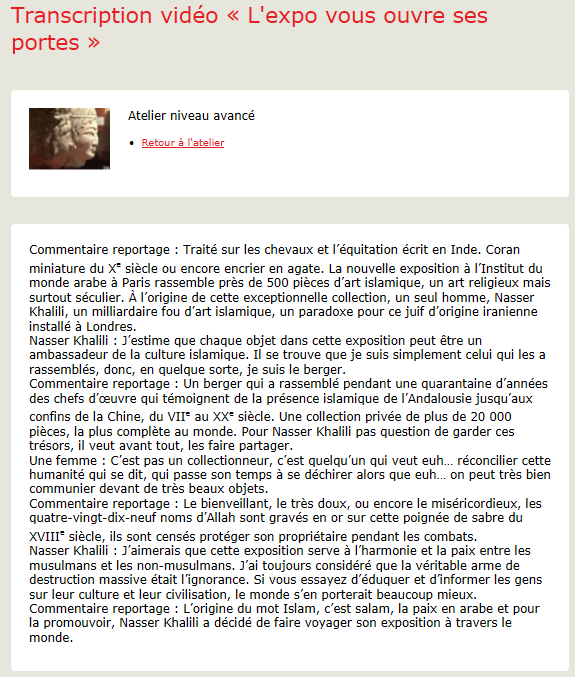 Transcription vidéo « L'expo vous ouvre ses
portes »
Atelier niveau avancé
• Retour à l'atelier
Commentaire reportage : Traité sur les chevaux et l’équitation écrit en Inde. Coran
miniature du Xᵉ siècle ou encore encrier en agate. La nouvelle exposition à l’Institut du
monde arabe à Paris rassemble près de 500 pièces d’art islamique, un art religieux mais
surtout séculier. À l’origine de cette exceptionnelle collection, un seul homme, Nasser
Khalili, un milliardaire fou d’art islamique, un paradoxe pour ce juif d’origine iranienne
installé à Londres.
Nasser Khalili : J’estime que chaque objet dans cette exposition peut être un
ambassadeur de la culture islamique. Il se trouve que je suis simplement celui qui les a
rassemblés, donc, en quelque sorte, je suis le berger.
Commentaire reportage : Un berger qui a rassemblé pendant une quarantaine d’années
des chefs d’œuvre qui témoignent de la présence islamique de l’Andalousie jusqu’aux
confins de la Chine, du VIIᵉ au XXᵉ siècle. Une collection privée de plus de 20 000
pièces, la plus complète au monde. Pour Nasser Khalili pas question de garder ces
trésors, il veut avant tout, les faire partager.
Une femme : C’est pas un collectionneur, c’est quelqu’un qui veut euh… réconcilier cette
humanité qui se dit, qui passe son temps à se déchirer alors que euh… on peut très bien
communier devant de très beaux objets.
Commentaire reportage : Le bienveillant, le très doux, ou encore le miséricordieux, les
quatre-vingt-dix-neuf noms d’Allah sont gravés en or sur cette poignée de sabre du
XVIIIᵉ siècle, ils sont censés protéger son propriétaire pendant les combats.
Nasser Khalili : J’aimerais que cette exposition serve à l’harmonie et la paix entre les
musulmans et les non-musulmans. J’ai toujours considéré que la véritable arme de
destruction massive était l’ignorance. Si vous essayez d’éduquer et d’informer les gens
sur leur culture et leur civilisation, le monde s’en porterait beaucoup mieux.
Commentaire reportage : L’origine du mot Islam, c’est salam, la paix en arabe et pour
la promouvoir, Nasser Khalili a décidé de faire voyager son exposition à travers le
monde.